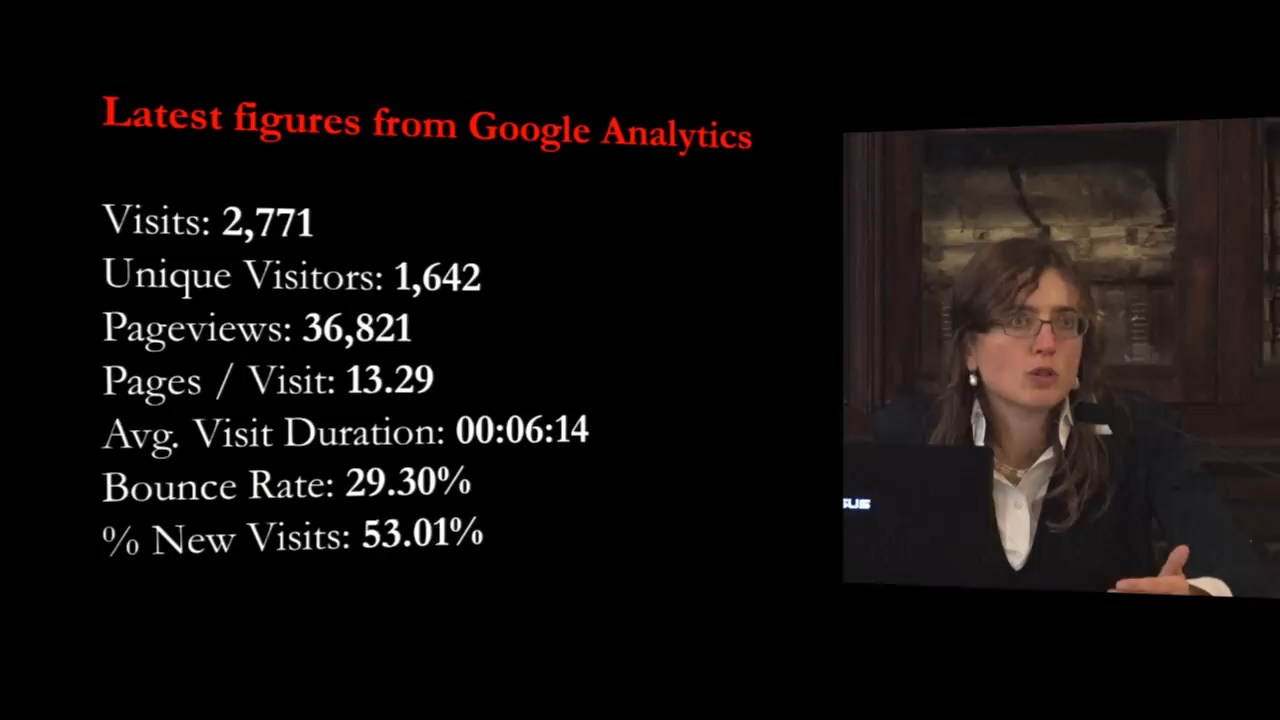 Latest figures from Google Analytics
Visits: 2,771
Unique Visitors: 1,642
Pageviews: 36,821
Pages / Visit: 13.29
Avg. Visit Duration: 00:06:14
Bounce Rate: 29.30%
% New Visits: 53.01%